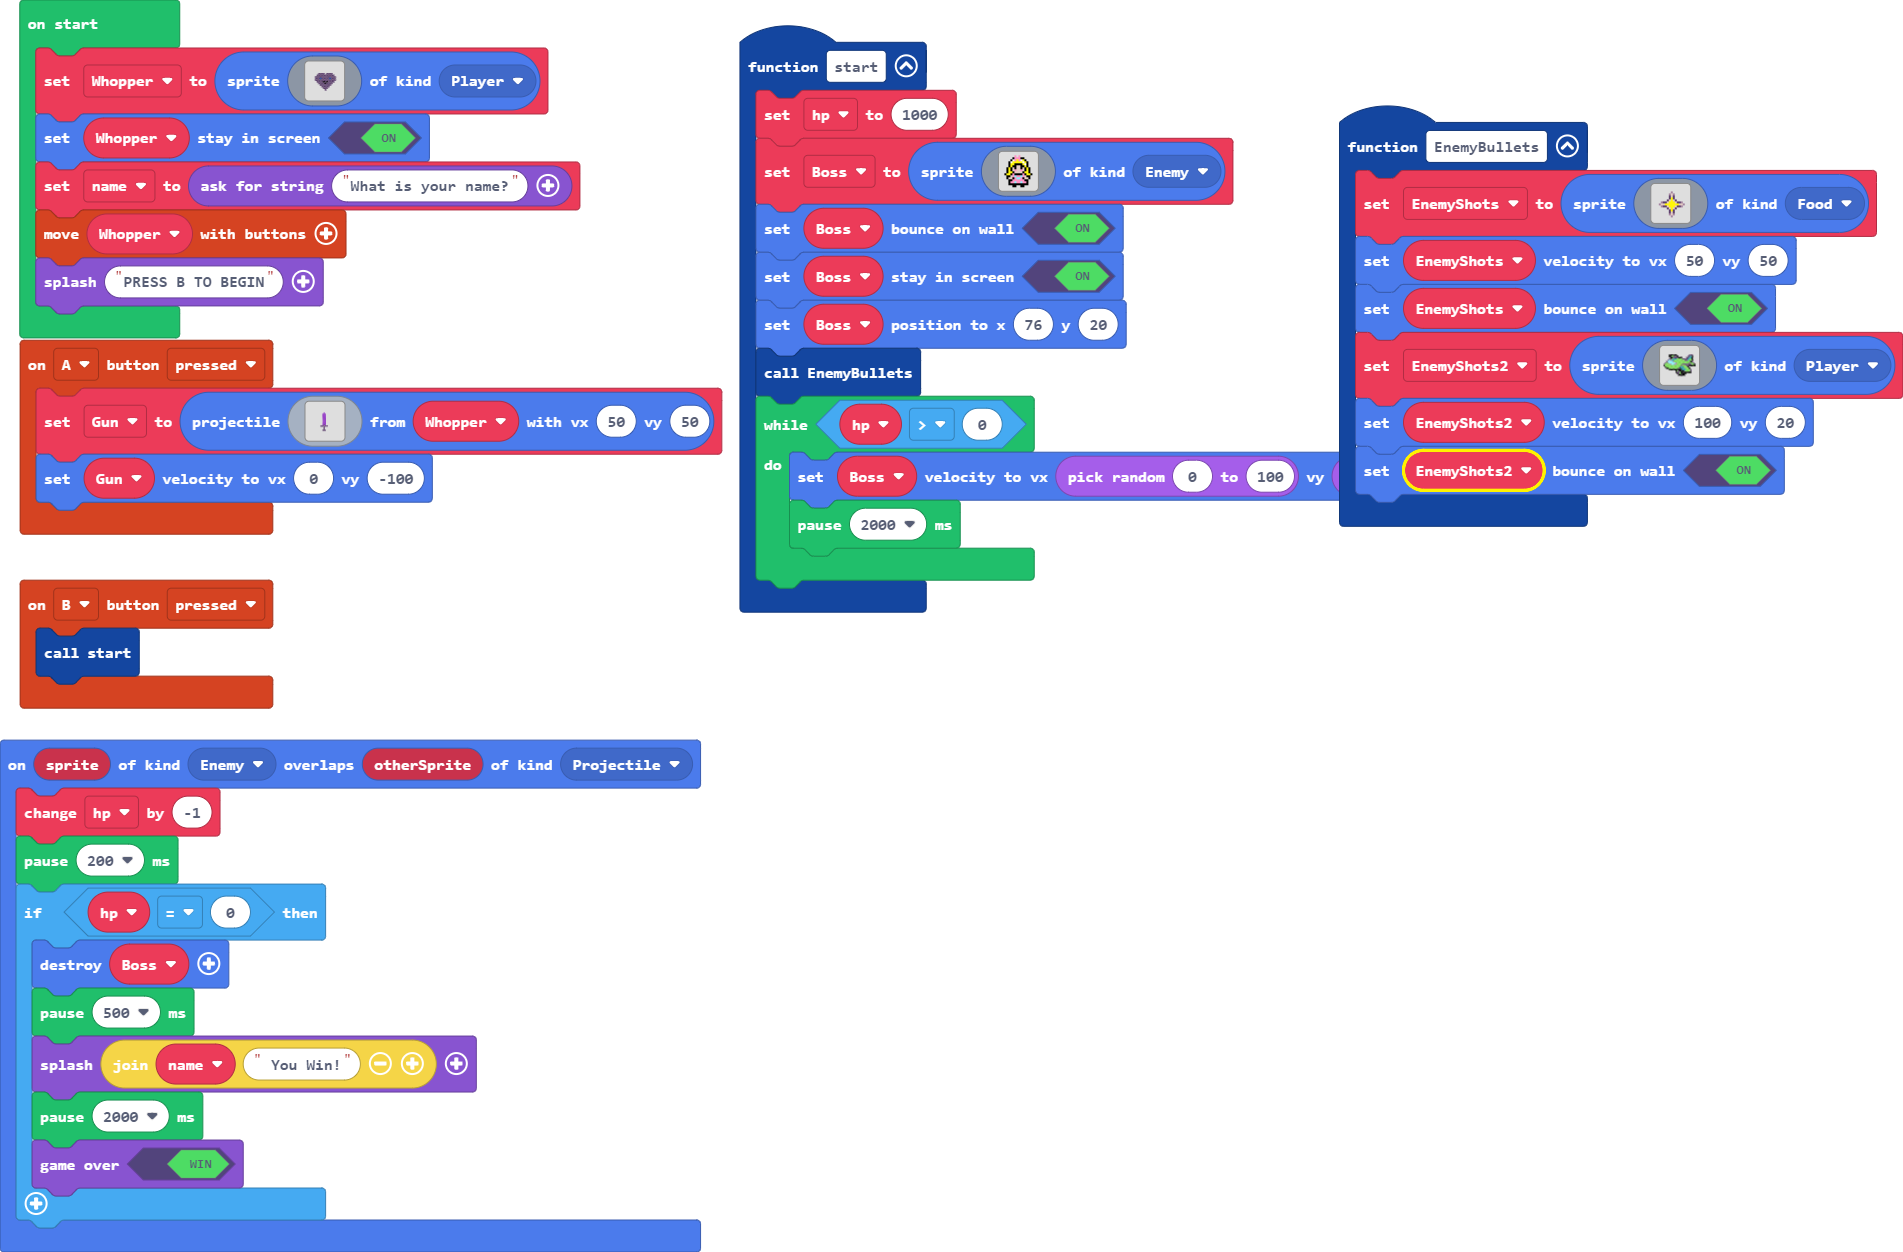 on start
set Whopper to sprite of kind Player
set Whopper stay in screen ON
set name to ask for string "What is your name?"
move Whopper with buttons
splash "PRESS B TO BEGIN"
on A button pressed
set Gun to projectile from Whopper with vx 50 vy 50
set Gun velocity to vx 0 vy -100
on B button pressed
call start
on sprite of kind Enemy overlaps otherSprite of kind Projectile
change hp by -1
pause 200 ms
if hp = 0 then
destroy Boss
pause 500 ms
splash join name " You Win!"
pause 2000 ms
game over WIN
function start
set hp to 1000
set Boss to sprite of kind Enemy
set Boss bounce on wall ON
set Boss stay in screen ON
set Boss position to x 76 y 20
call EnemyBullets
while hp > 0
do set Boss velocity to vx pick random 0 to 100 vy
pause 2000 ms
function EnemyBullets
set EnemyShots to sprite of kind Food
set EnemyShots velocity to vx 50 vy 50
set EnemyShots bounce on wall ON
set EnemyShots2 to sprite of kind Player
set EnemyShots2 velocity to vx 100 vy 20
set EnemyShots2 bounce on wall ON